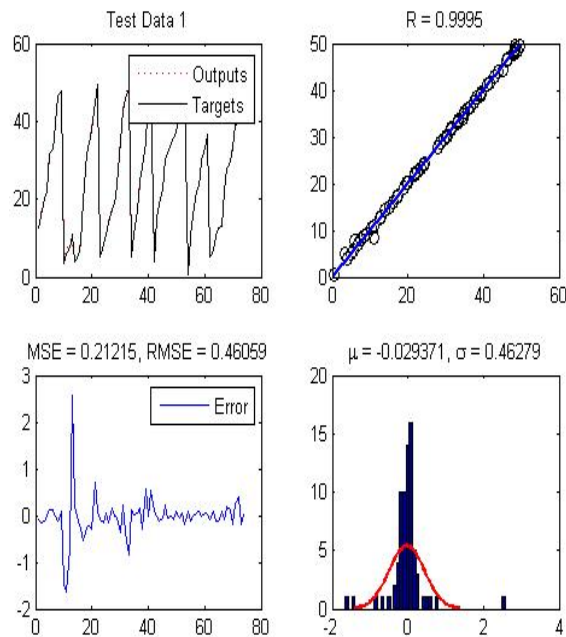 Test Data 1
Outputs
Targets
60
40
20
0
0 20 40 60 80
R = 0.9995
50
40
30
20
10
0
0 20 40 60
MSE = 0.21215, RMSE = 0.46059
Error
3
2
1
0
-1
-2
0 20 40 60 80
μ = -0.029371, σ = 0.46279
20
15
10
5
0
-2 0 2 4